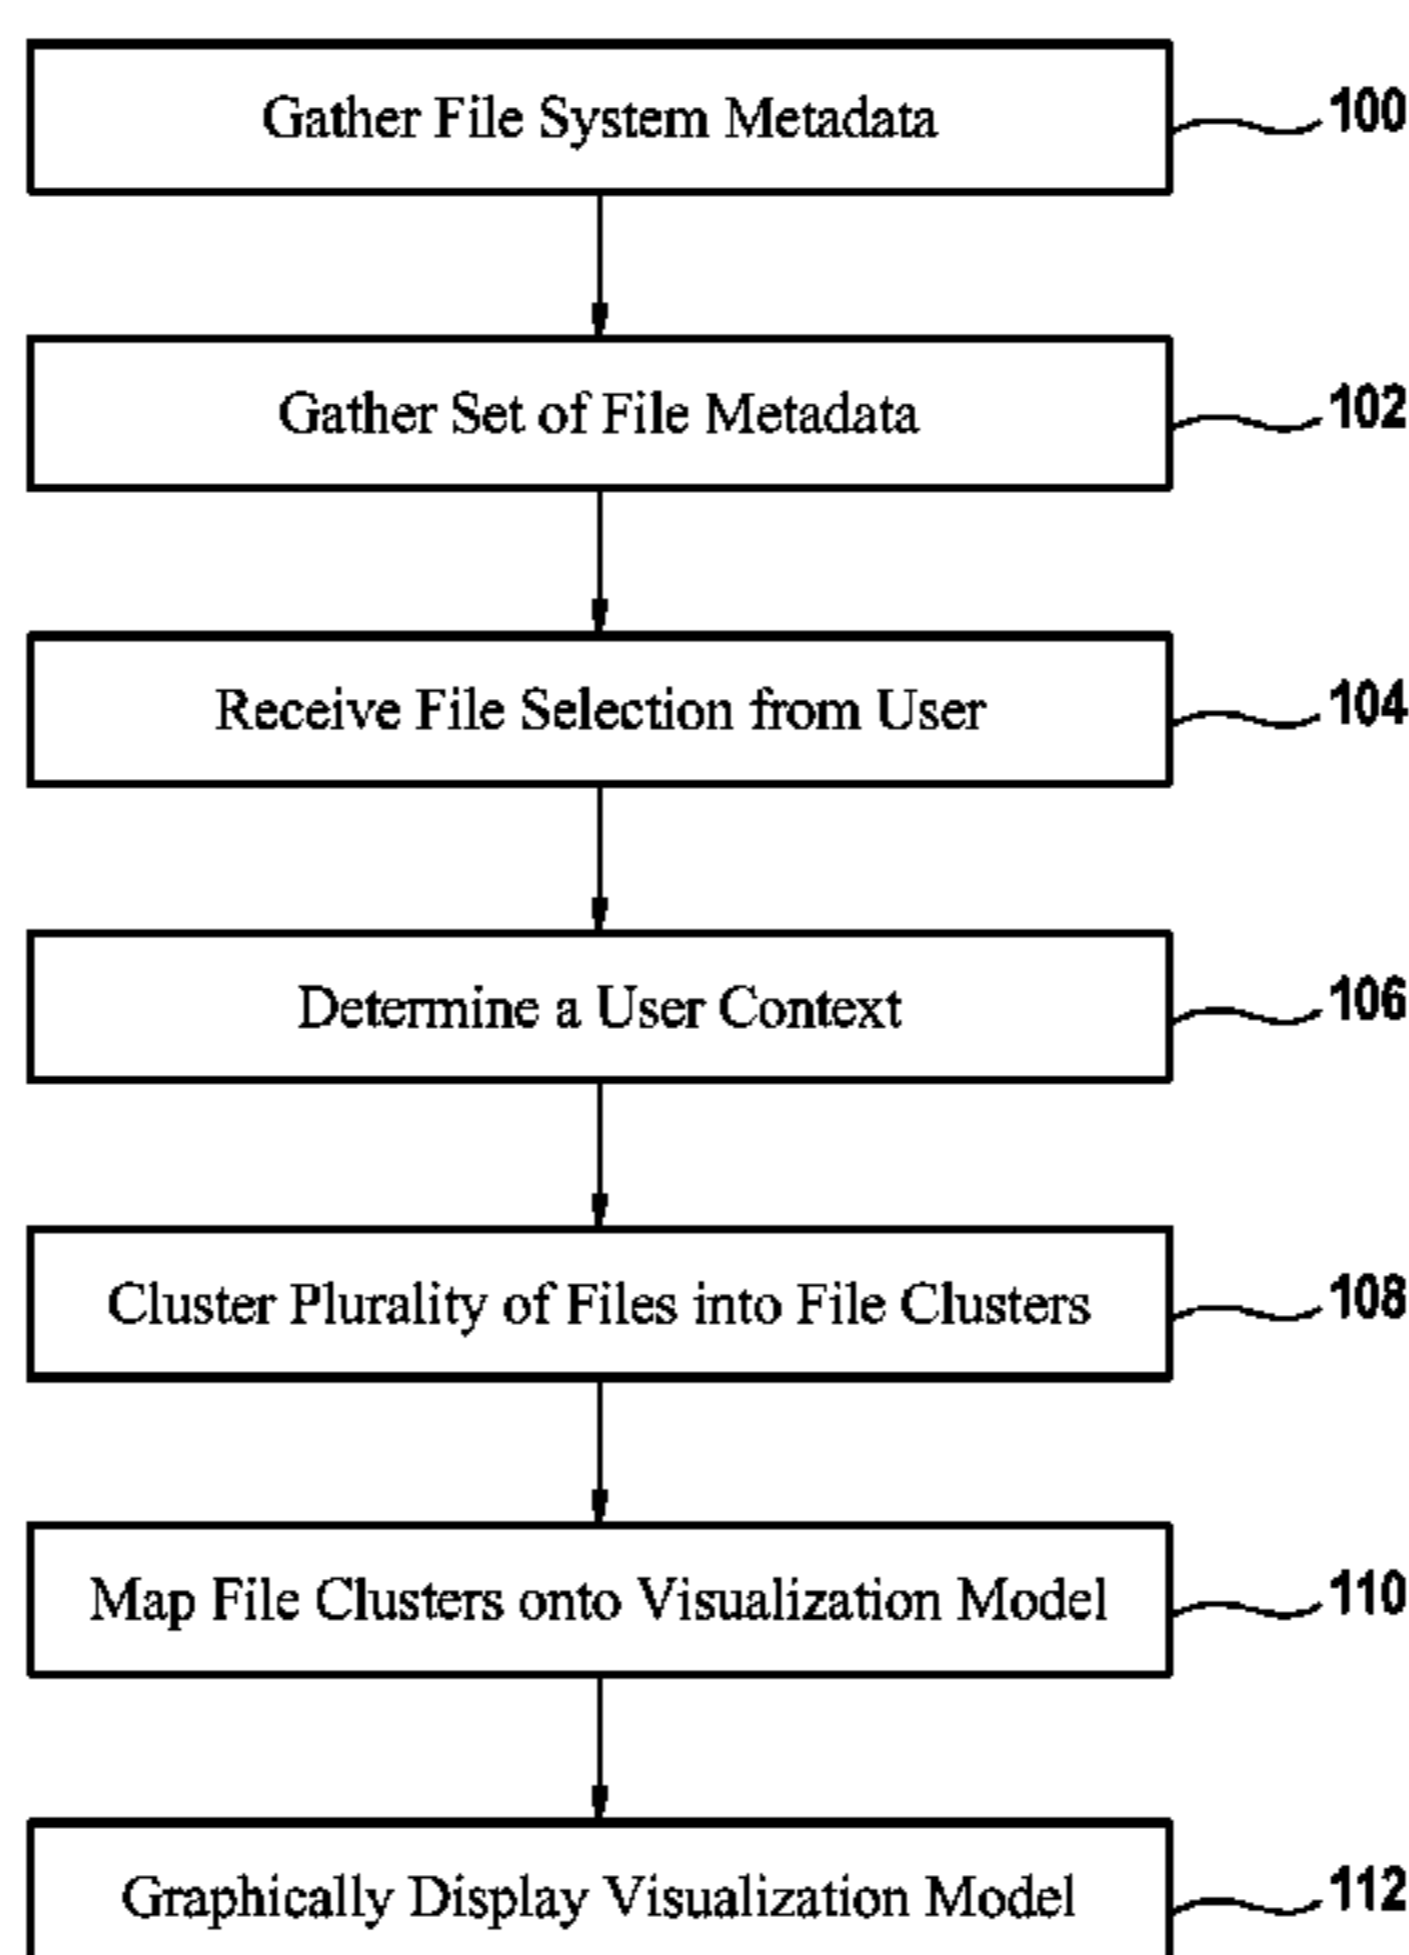 Gather File System Metadata 100
Gather Set of File Metadata 102
Receive File Selection from User 104
Determine a User Context 106
Cluster Plurality of Files into File Clusters 108
Map File Clusters onto Visualization Model 110
Graphically Display Visualization Model 112